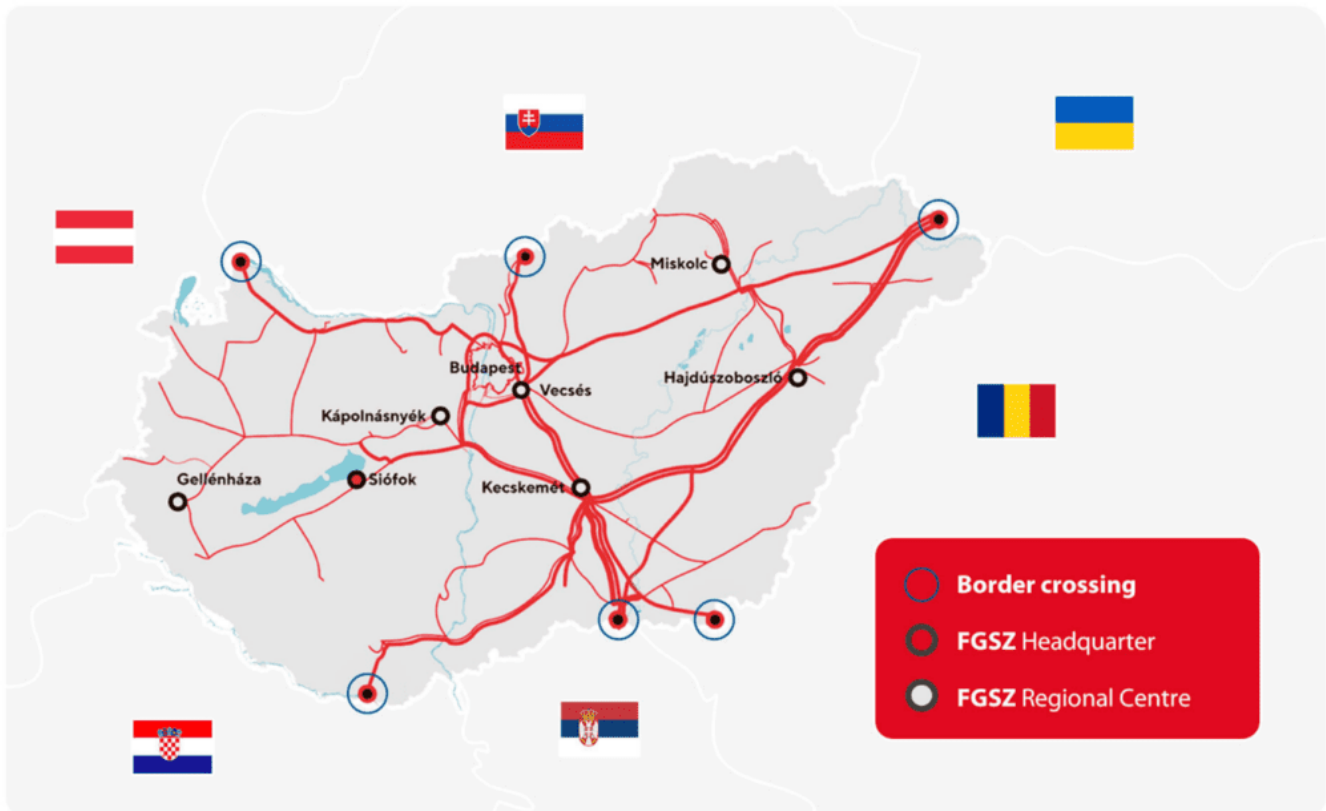 Miskolc
Budapest
Vecsés
Hajdúszoboszló
Kápolnásnyék
Gellénháza
Siófok
Kecskemét
Border crossing
FGSZ Headquarter
FGSZ Regional Centre